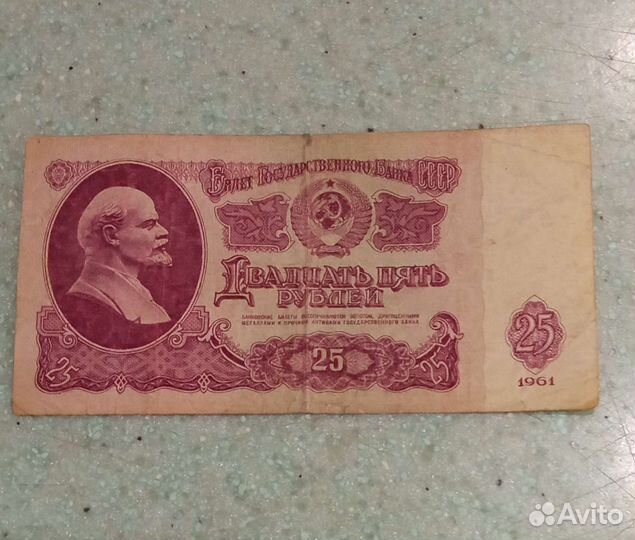 Билет Государственного Банка СССР
Двадцать пять
рублей
Банковские билеты обеспечиваются золотом, драгоценными
металлами и прочими активами Государственного банка
25
25
25
25
1961
Avito